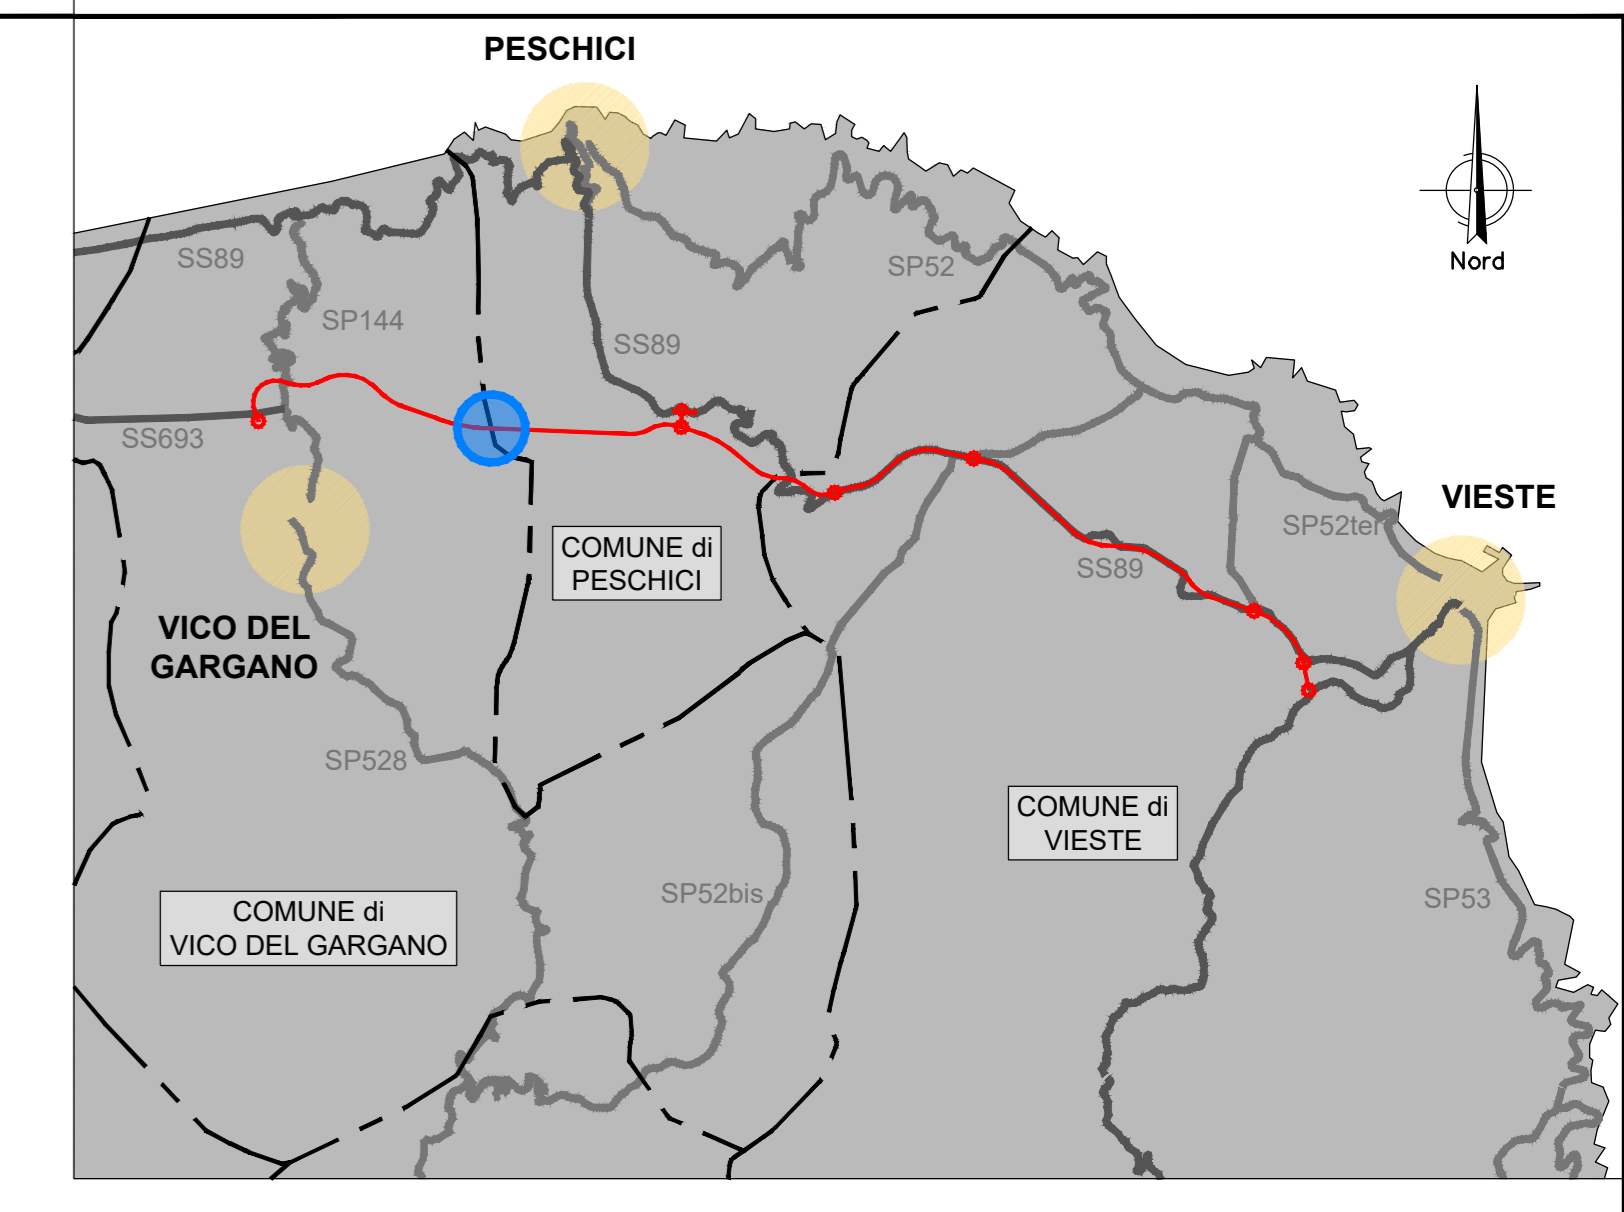 PESCHICI
Nord
SS89
SP52
SP144
SS89
SS693
VIESTE
SP52ter
COMUNE di
PESCHICI
SS89
VICO DEL
GARGANO
SP528
COMUNE di
VIESTE
SP52bis
SP53
COMUNE di
VICO DEL GARGANO